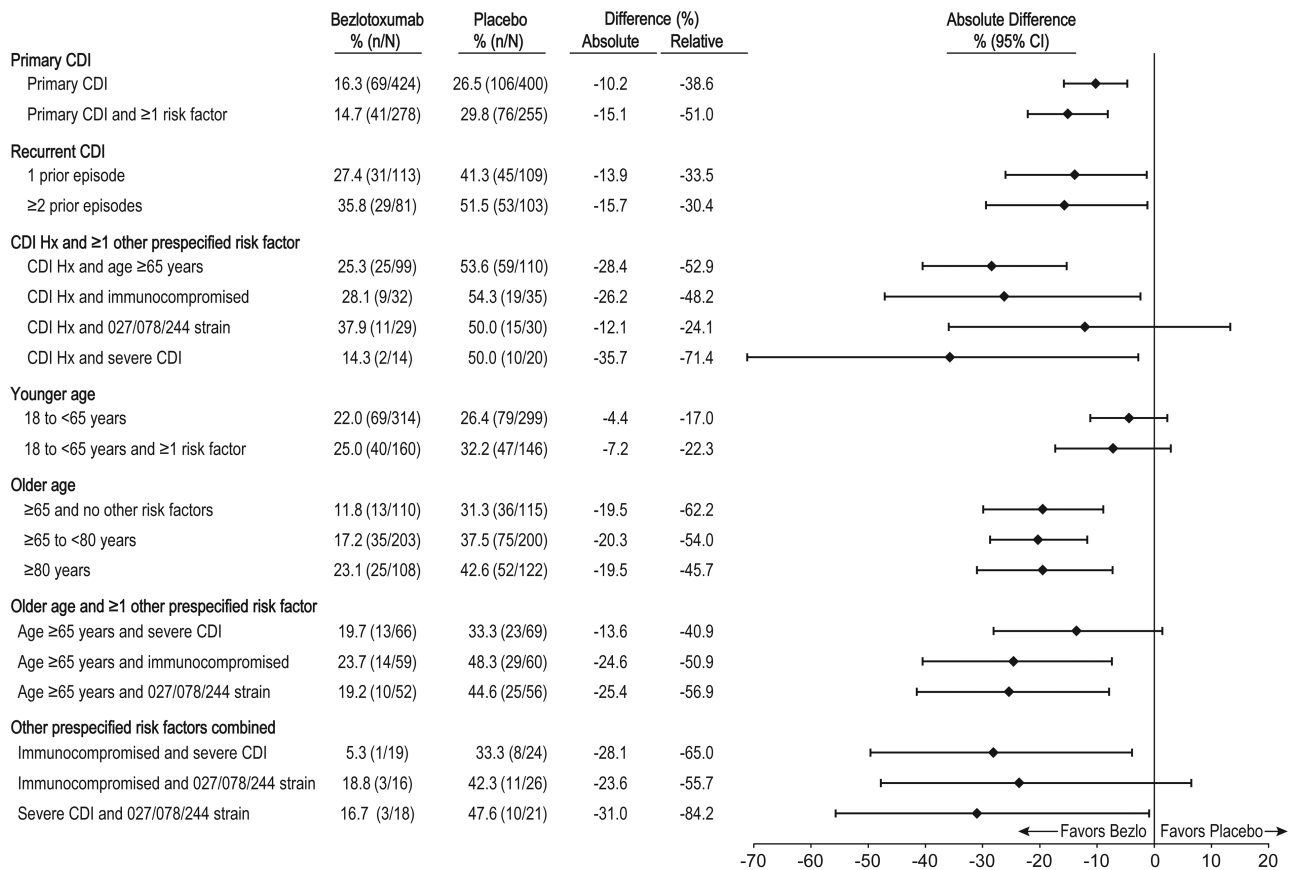 Bezlotoxumab Placebo Difference (%) Absolute Difference
% (n/N) % (n/N) Absolute Relative % (95% CI)
Primary CDI
Primary CDI 16.3 (69/424) 26.5 (106/400) -10.2 -38.6
Primary CDI and ≥1 risk factor 14.7 (41/278) 29.8 (76/255) -15.1 -51.0
Recurrent CDI
1 prior episode 27.4 (31/113) 41.3 (45/109) -13.9 -33.5
≥2 prior episodes 35.8 (29/81) 51.5 (53/103) -15.7 -30.4
CDI Hx and ≥1 other prespecified risk factor
CDI Hx and age ≥65 years 25.3 (25/99) 53.6 (59/110) -28.4 -52.9
CDI Hx and immunocompromised 28.1 (9/32) 54.3 (19/35) -26.2 -48.2
CDI Hx and 027/078/244 strain 37.9 (11/29) 50.0 (15/30) -12.1 -24.1
CDI Hx and severe CDI 14.3 (2/14) 50.0 (10/20) -35.7 -71.4
Younger age
18 to <65 years 22.0 (69/314) 26.4 (79/299) -4.4 -17.0
18 to <65 years and ≥1 risk factor 25.0 (40/160) 32.2 (47/146) -7.2 -22.3
Older age
≥65 and no other risk factors 11.8 (13/110) 31.3 (36/115) -19.5 -62.2
≥65 to <80 years 17.2 (35/203) 37.5 (75/200) -20.3 -54.0
≥80 years 23.1 (25/108) 42.6 (52/122) -19.5 -45.7
Older age and ≥1 other prespecified risk factor
Age ≥65 years and severe CDI 19.7 (13/66) 33.3 (23/69) -13.6 -40.9
Age ≥65 years and immunocompromised 23.7 (14/59) 48.3 (29/60) -24.6 -50.9
Age ≥65 years and 027/078/244 strain 19.2 (10/52) 44.6 (25/56) -25.4 -56.9
Other prespecified risk factors combined
Immunocompromised and severe CDI 5.3 (1/19) 33.3 (8/24) -28.1 -65.0
Immunocompromised and 027/078/244 strain 18.8 (3/16) 42.3 (11/26) -23.6 -55.7
Severe CDI and 027/078/244 strain 16.7 (3/18) 47.6 (10/21) -31.0 -84.2
Favors Bezlo Favors Placebo
-70 -60 -50 -40 -30 -20 -10 0 10 20